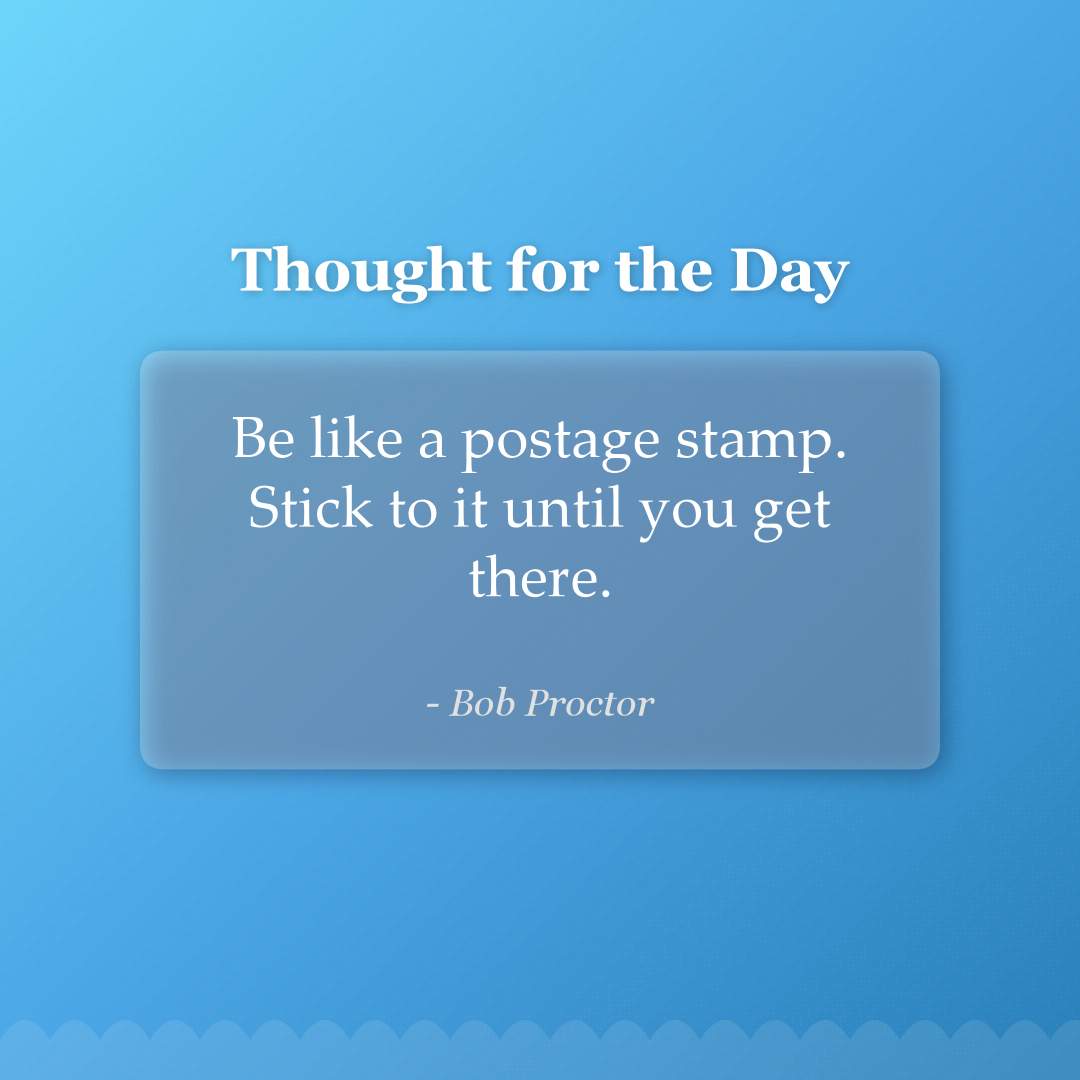 Thought for the Day
Be like a postage stamp.
Stick to it until you get
there.
- Bob Proctor